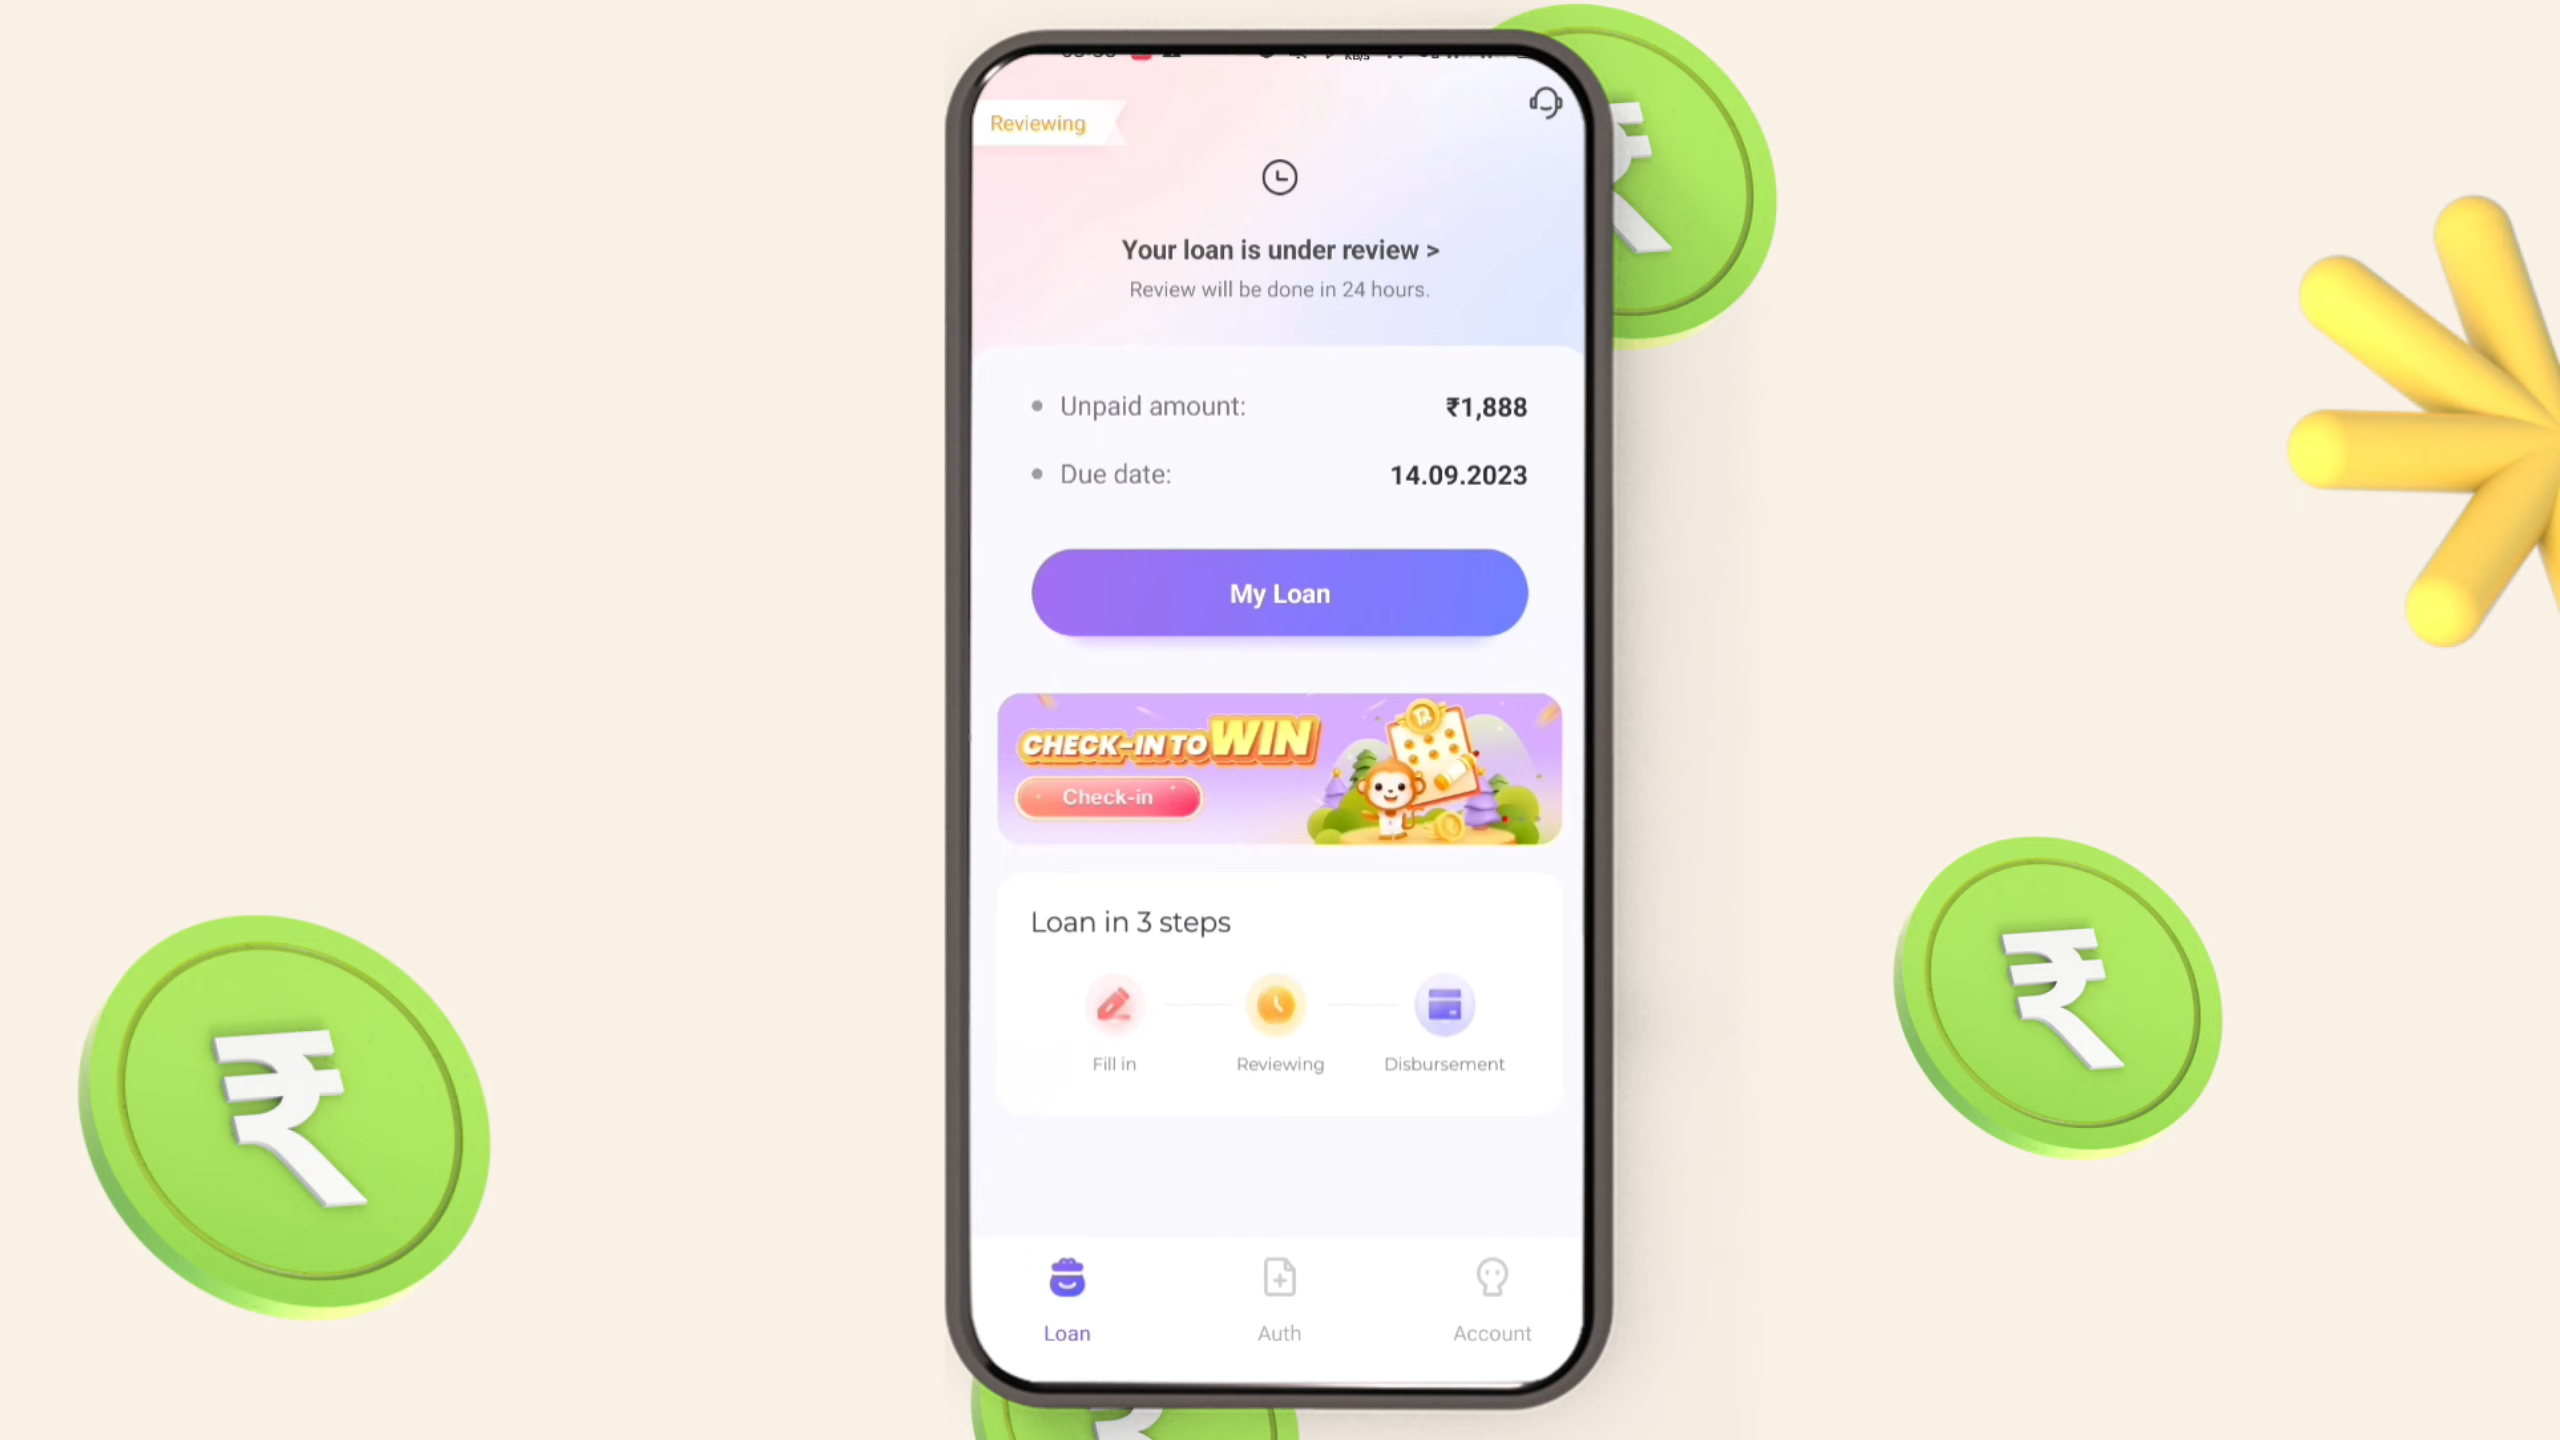 Reviewing
Your loan is under review >
Review will be done in 24 hours.
Unpaid amount: ₹1,888
Due date: 14.09.2023
My Loan
CHECK-IN TO WIN
Check-in
Loan in 3 steps
Fill in Reviewing Disbursement
Loan Auth Account
₹
₹
₹
₹